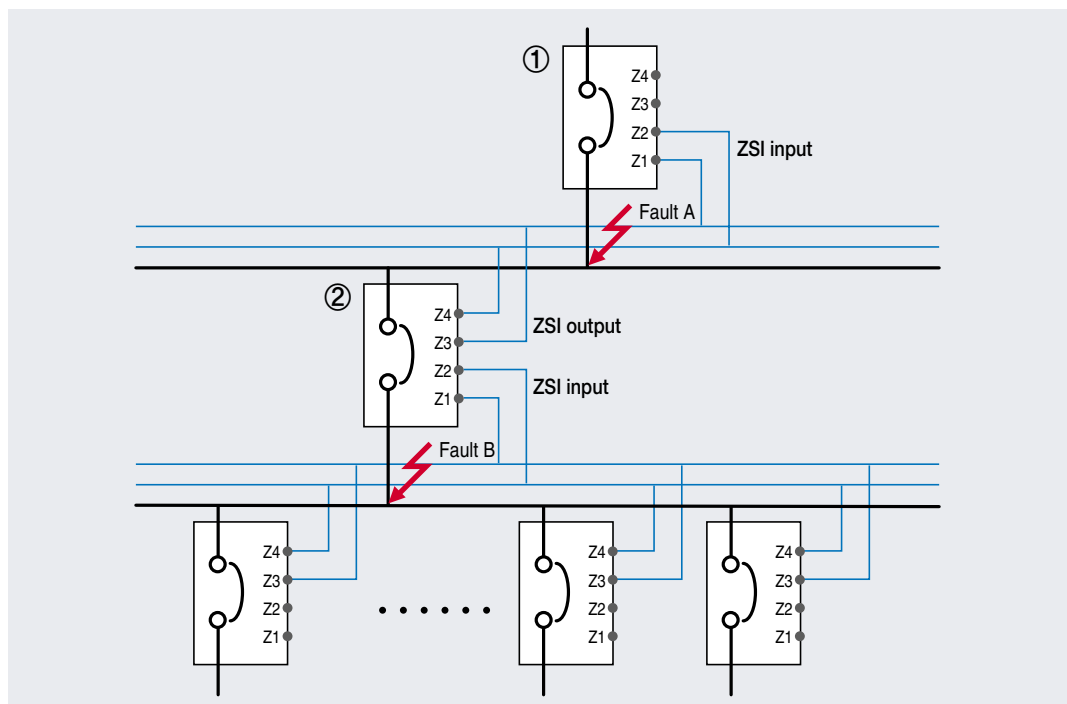 ①
Z4
Z3
Z2
Z1
ZSI input
Fault A
②
Z4
Z3
Z2
Z1
ZSI output
ZSI input
Fault B
Z4
Z3
Z2
Z1
Z4
Z3
Z2
Z1
Z4
Z3
Z2
Z1